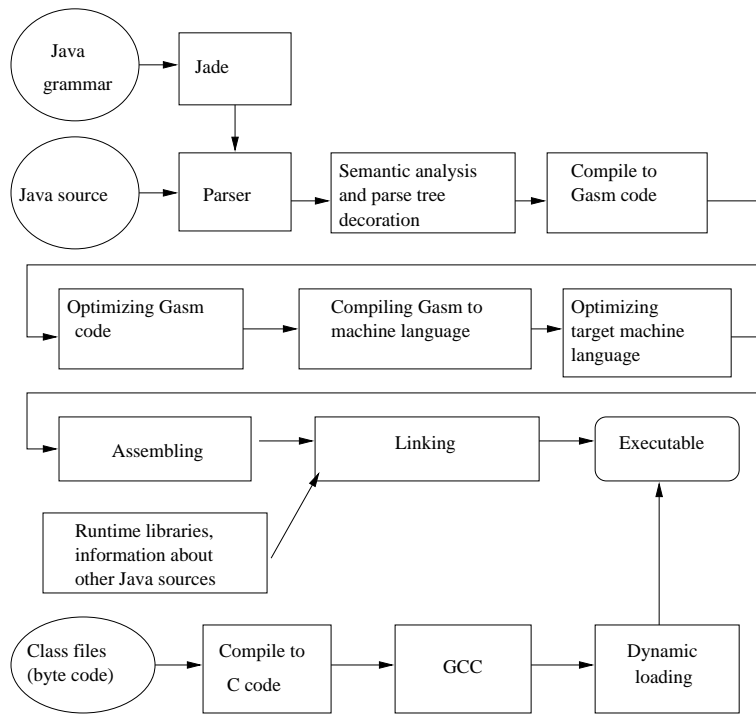 Java
grammar
Jade
Java source
Parser
Semantic analysis
and parse tree
decoration
Compile to
Gasm code
Optimizing Gasm
code
Compiling Gasm to
machine language
Optimizing
target machine
language
Assembling
Linking
Executable
Runtime libraries,
information about
other Java sources
Class files
(byte code)
Compile to
C code
GCC
Dynamic
loading